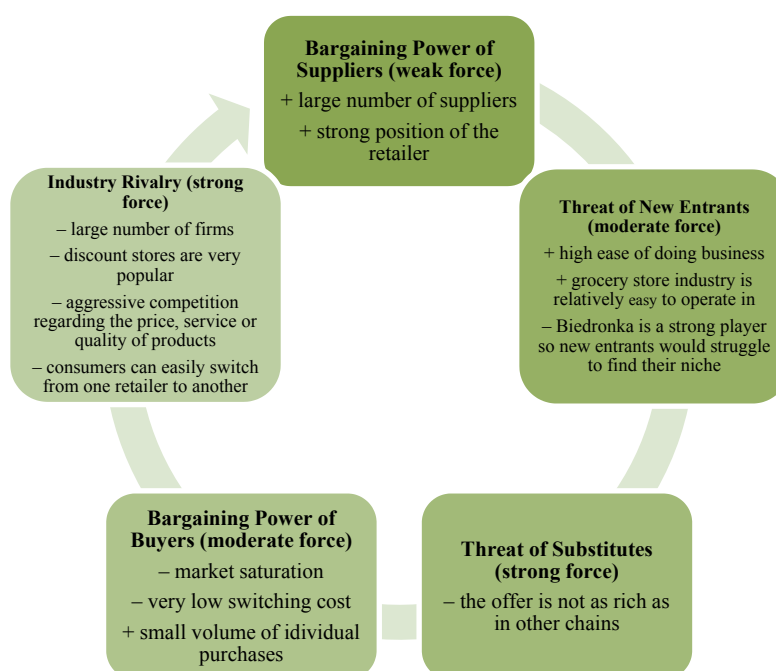 Bargaining Power of
Suppliers (weak force)
+ large number of suppliers
+ strong position of the
retailer
Threat of New Entrants
(moderate force)
+ high ease of doing business
+ grocery store industry is
relatively easy to operate in
– Biedronka is a strong player
so new entrants would struggle
to find their niche
Threat of Substitutes
(strong force)
– the offer is not as rich as
in other chains
Bargaining Power of
Buyers (moderate force)
– market saturation
– very low switching cost
+ small volume of idividual
purchases
Industry Rivalry (strong
force)
– large number of firms
– discount stores are very
popular
– aggressive competition
regarding the price, service or
quality of products
– consumers can easily switch
from one retailer to another